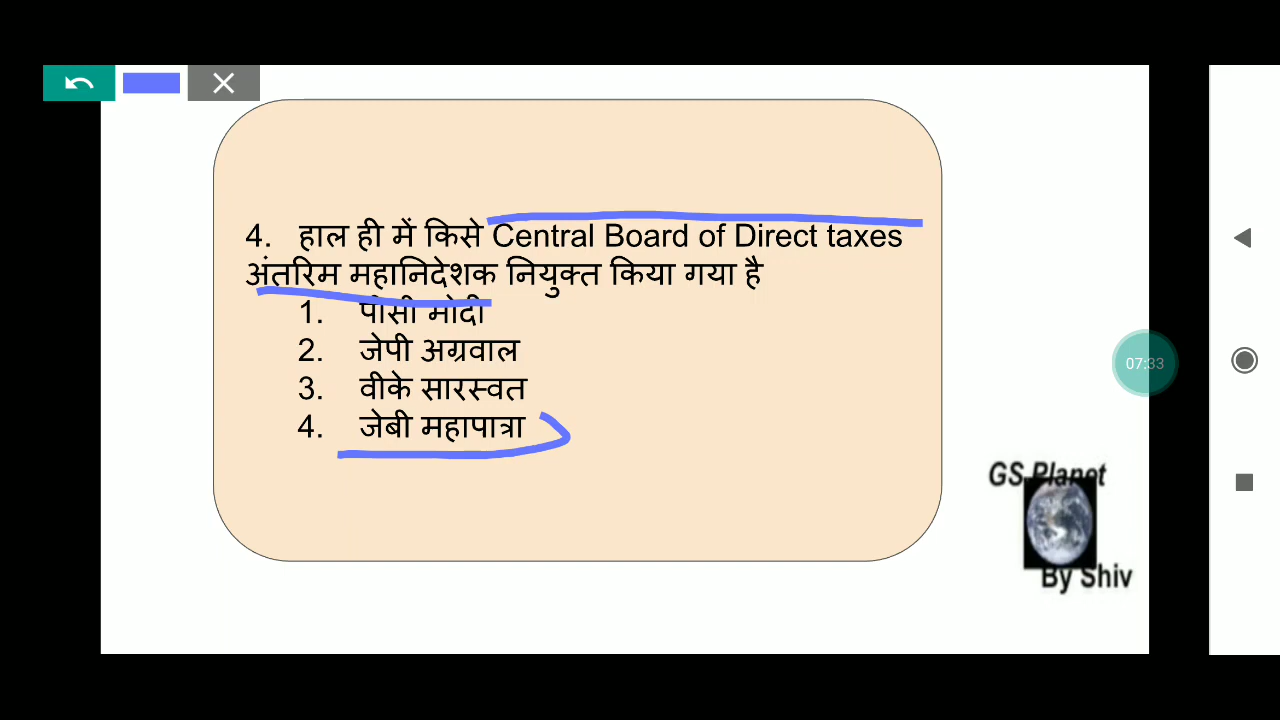 4. हाल ही में किसे Central Board of Direct taxes
अंतरिम महानिदेशक नियुक्त किया गया है
1. पीसी मोदी
2. जेपी अग्रवाल
3. वीके सारस्वत
4. जेबी महापात्रा
07:33
GS Planet
By Shiv